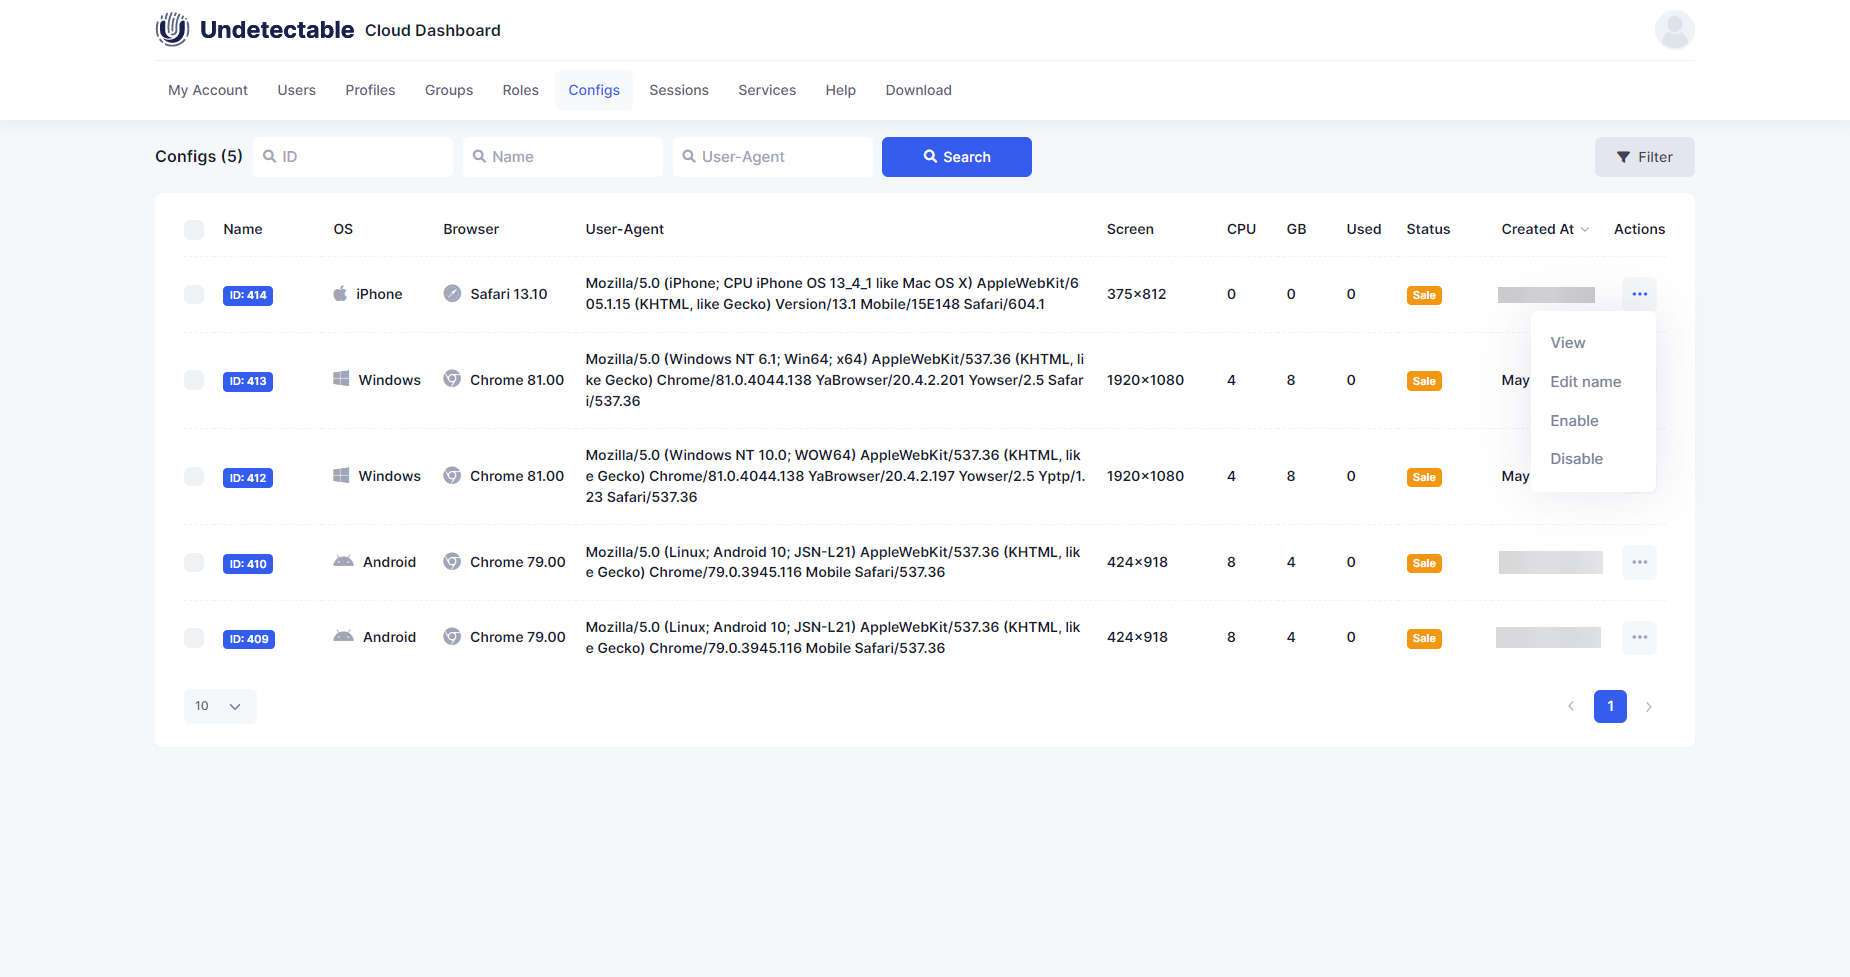 Undetectable Cloud Dashboard
My Account Users Profiles Groups Roles Configs Sessions Services Help Download
Configs (5) ID Name User-Agent Search Filter
Name OS Browser User-Agent Screen CPU GB Used Status Created At Actions
Mozilla/5.0 (iPhone; CPU iPhone OS 13_4_1 like Mac OS X) AppleWebKit/6
ID: 414 iPhone Safari 13.10 375×812 0 0 0 Sale
05.1.15 (KHTML, like Gecko) Version/13.1 Mobile/15E148 Safari/604.1
View
Edit name
Enable
Disable
Mozilla/5.0 (Windows NT 6.1; Win64; x64) AppleWebKit/537.36 (KHTML, li
ID: 413 Windows Chrome 81.00 ke Gecko) Chrome/81.0.4044.138 YaBrowser/20.4.2.201 Yowser/2.5 Safar 1920×1080 4 8 0 Sale May
i/537.36
Mozilla/5.0 (Windows NT 10.0; WOW64) AppleWebKit/537.36 (KHTML, lik
ID: 412 Windows Chrome 81.00 e Gecko) Chrome/81.0.4044.138 YaBrowser/20.4.2.197 Yowser/2.5 Yptp/1. 1920×1080 4 8 0 Sale May
23 Safari/537.36
Mozilla/5.0 (Linux; Android 10; JSN-L21) AppleWebKit/537.36 (KHTML, lik
ID: 410 Android Chrome 79.00 424×918 8 4 0 Sale
e Gecko) Chrome/79.0.3945.116 Mobile Safari/537.36
Mozilla/5.0 (Linux; Android 10; JSN-L21) AppleWebKit/537.36 (KHTML, lik
ID: 409 Android Chrome 79.00 424×918 8 4 0 Sale
e Gecko) Chrome/79.0.3945.116 Mobile Safari/537.36
10 1